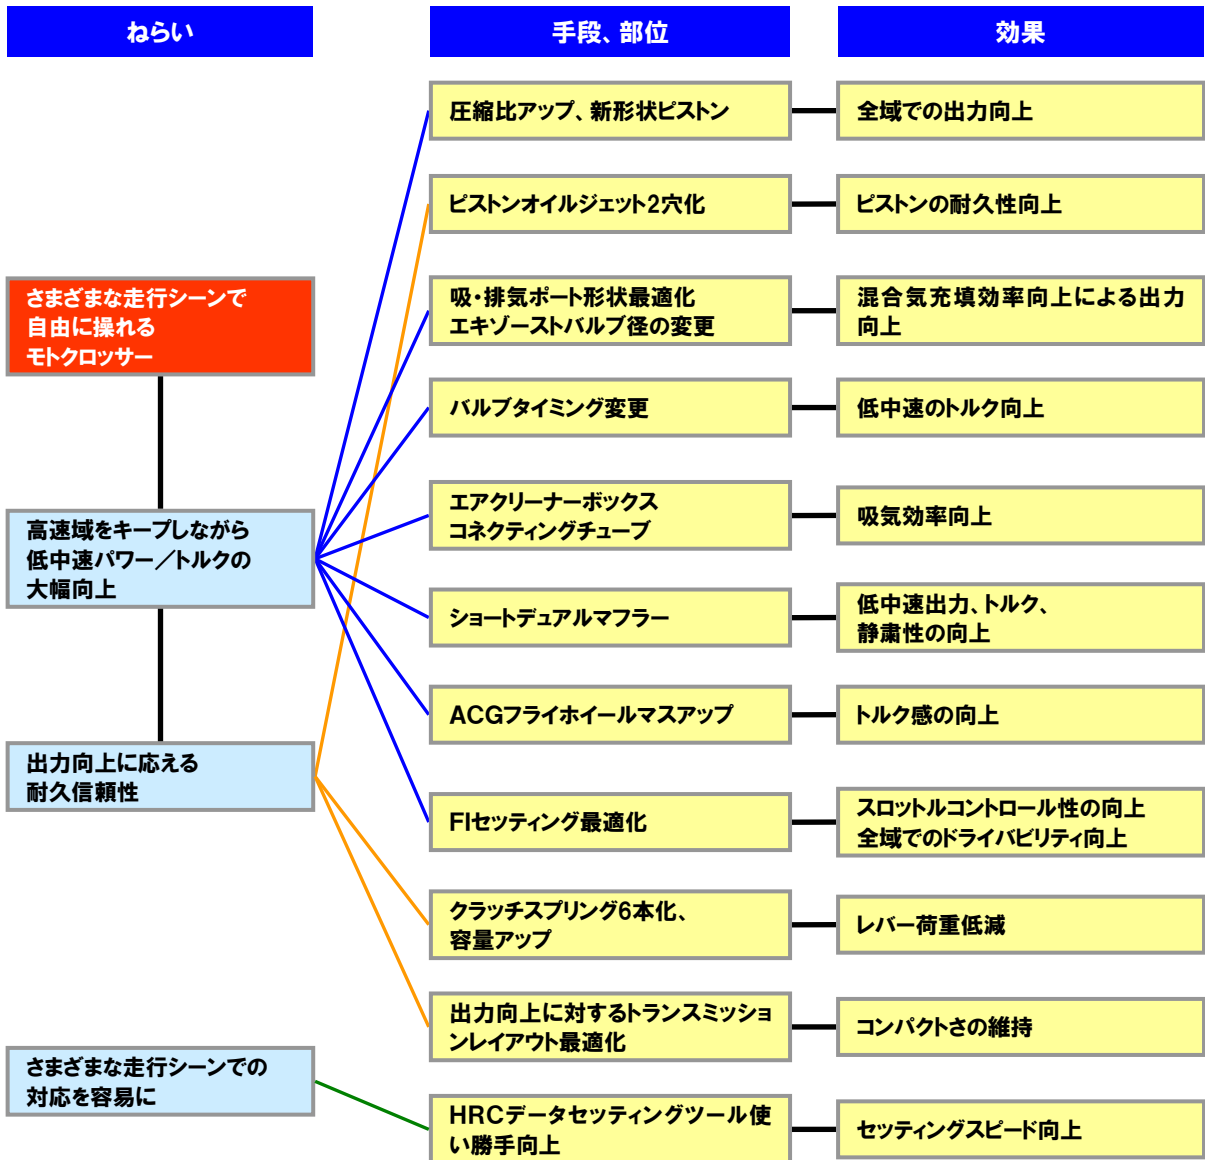 ねらい
手段、部位
効果
圧縮比アップ、新形状ピストン
全域での出力向上
ピストンオイルジェット2穴化
ピストンの耐久性向上
さまざまな走行シーンで
自由に操れる
モトクロッサー
吸・排気ポート形状最適化
エキゾーストバルブ径の変更
混合気充填効率向上による出力
向上
バルブタイミング変更
低中速のトルク向上
高速域をキープしながら
低中速パワー／トルクの
大幅向上
エアクリーナーボックス
コネクティングチューブ
吸気効率向上
ショートデュアルマフラー
低中速出力、トルク、
静粛性の向上
ACGフライホイールマスアップ
トルク感の向上
出力向上に応える
耐久信頼性
FIセッティング最適化
スロットルコントロール性の向上
全域でのドライバビリティ向上
クラッチスプリング6本化、
容量アップ
レバー荷重低減
出力向上に対するトランスミッショ
ンレイアウト最適化
コンパクトさの維持
さまざまな走行シーンでの
対応を容易に
HRCデータセッティングツール使
い勝手向上
セッティングスピード向上